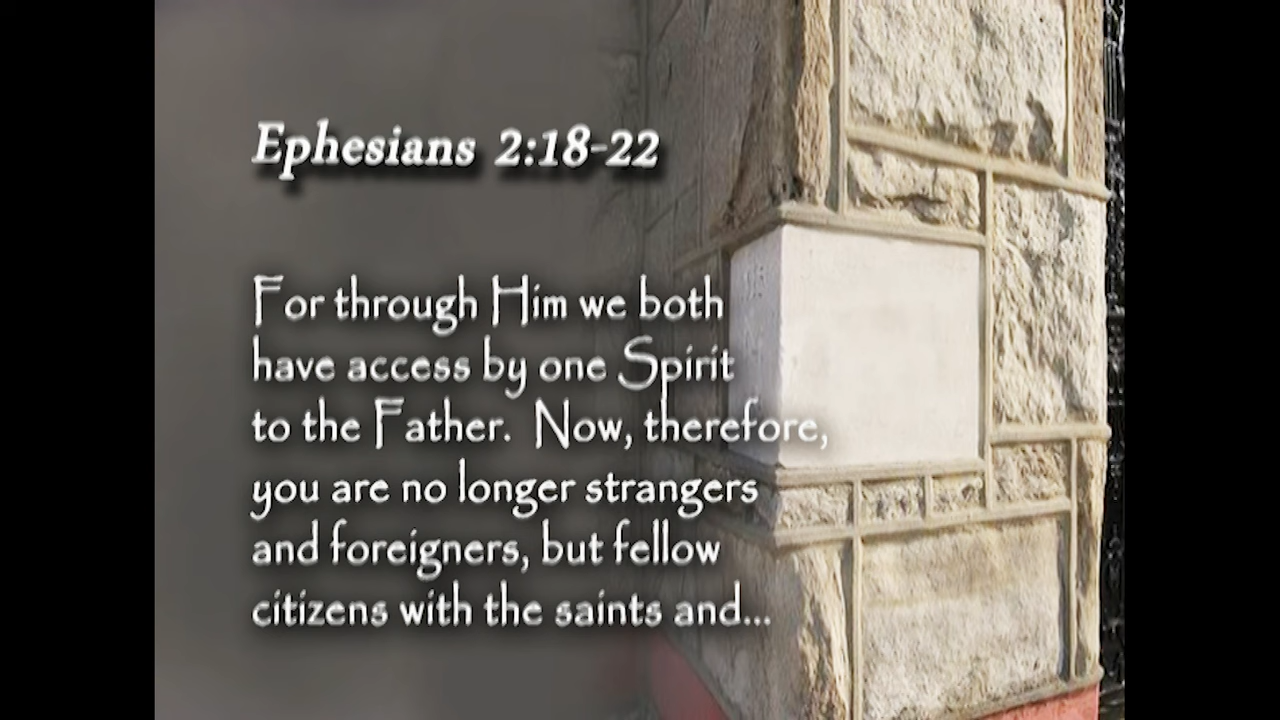 Ephesians 2:18-22
For through Him we both
have access by one Spirit
to the Father. Now, therefore,
you are no longer strangers
and foreigners, but fellow
citizens with the saints and...